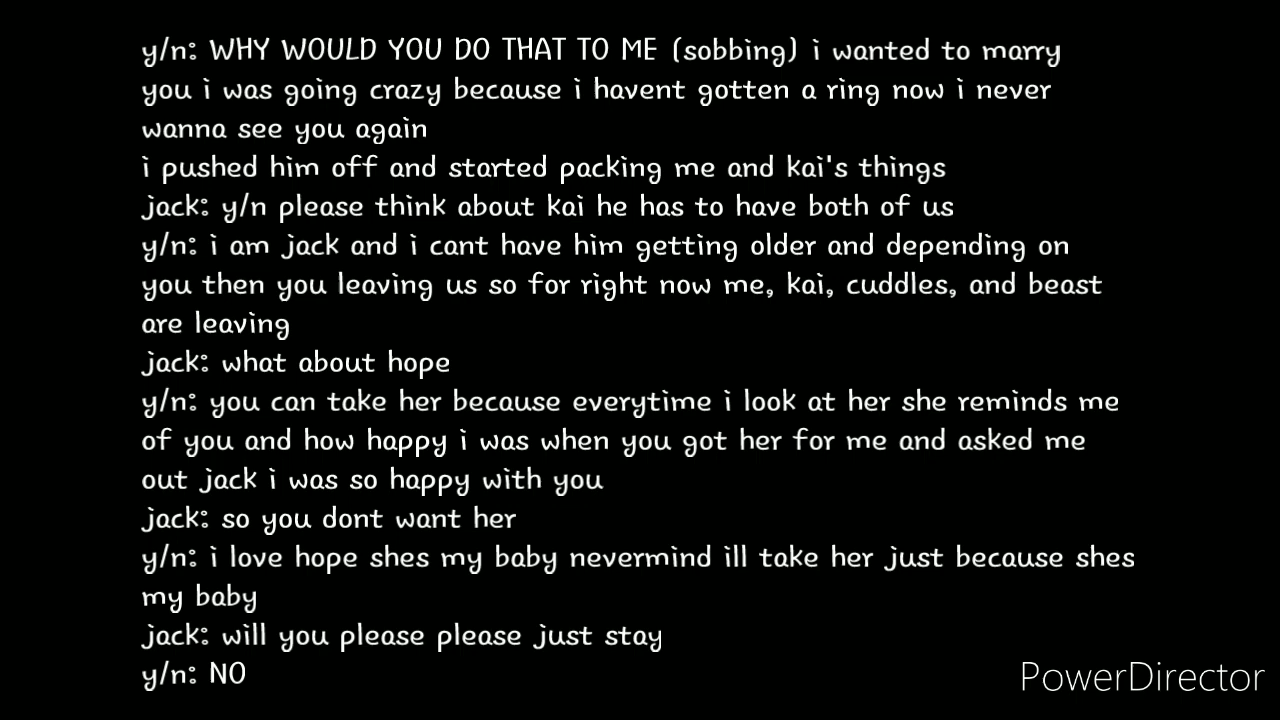 y/n: WHY WOULD YOU DO THAT TO ME (sobbing) i wanted to marry
you i was going crazy because i havent gotten a ring now i never
wanna see you again
i pushed him off and started packing me and kai's things
jack: y/n please think about kai he has to have both of us
y/n: i am jack and i cant have him getting older and depending on
you then you leaving us so for right now me, kai, cuddles, and beast
are leaving
jack: what about hope
y/n: you can take her because everytime i look at her she reminds me
of you and how happy i was when you got her for me and asked me
out jack i was so happy with you
jack: so you dont want her
y/n: i love hope shes my baby nevermind ill take her just because shes
my baby
jack: will you please please just stay
y/n: NO
PowerDirector